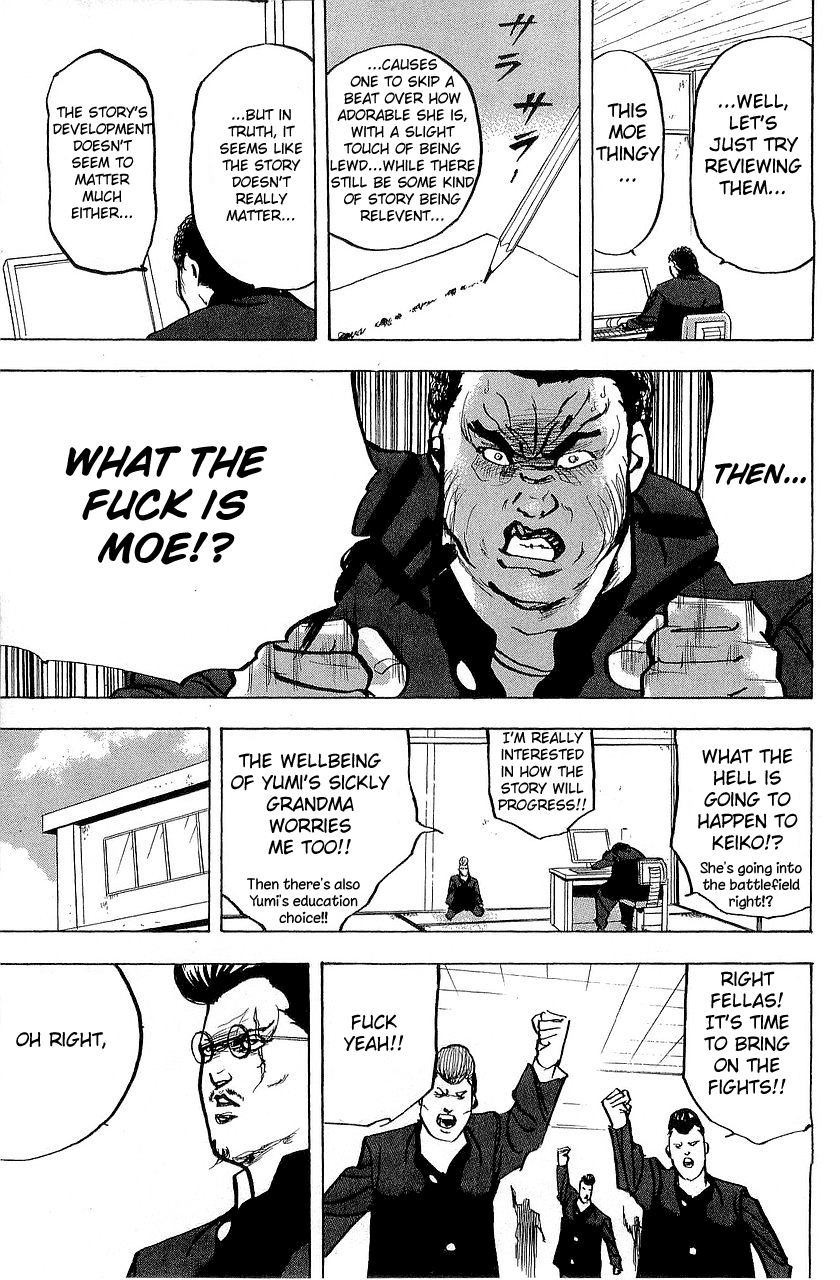 ...WELL,
LET'S
JUST TRY
REVIEWING
THEM...
THIS
MOE
THINGY
...
サラサラ...
...CAUSES
ONE TO SKIP A
BEAT OVER HOW
ADORABLE SHE IS,
WITH A SLIGHT
TOUCH OF BEING
LEWD...WHILE THERE
STILL BE SOME KIND
OF STORY BEING
RELEVENT...
...BUT IN
TRUTH, IT
SEEMS LIKE
THE STORY
DOESN'T
REALLY
MATTER...
THE STORY'S
DEVELOPMENT
DOESN'T
SEEM TO
MATTER
MUCH
EITHER...
THEN...
WHAT THE
FUCK IS
MOE!?
WHAT THE
HELL IS
GOING TO
HAPPEN TO
KEIKO!?
She's going into
the battlefield
right!?
I'M REALLY
INTERESTED
IN HOW THE
STORY WILL
PROGRESS!!
THE WELLBEING
OF YUMI'S SICKLY
GRANDMA
WORRIES
ME TOO!!
Then there's also
Yumi's education
choice!!
RIGHT
FELLAS!
IT'S TIME
TO BRING
ON THE
FIGHTS!!
FUCK
YEAH!!
OH RIGHT,